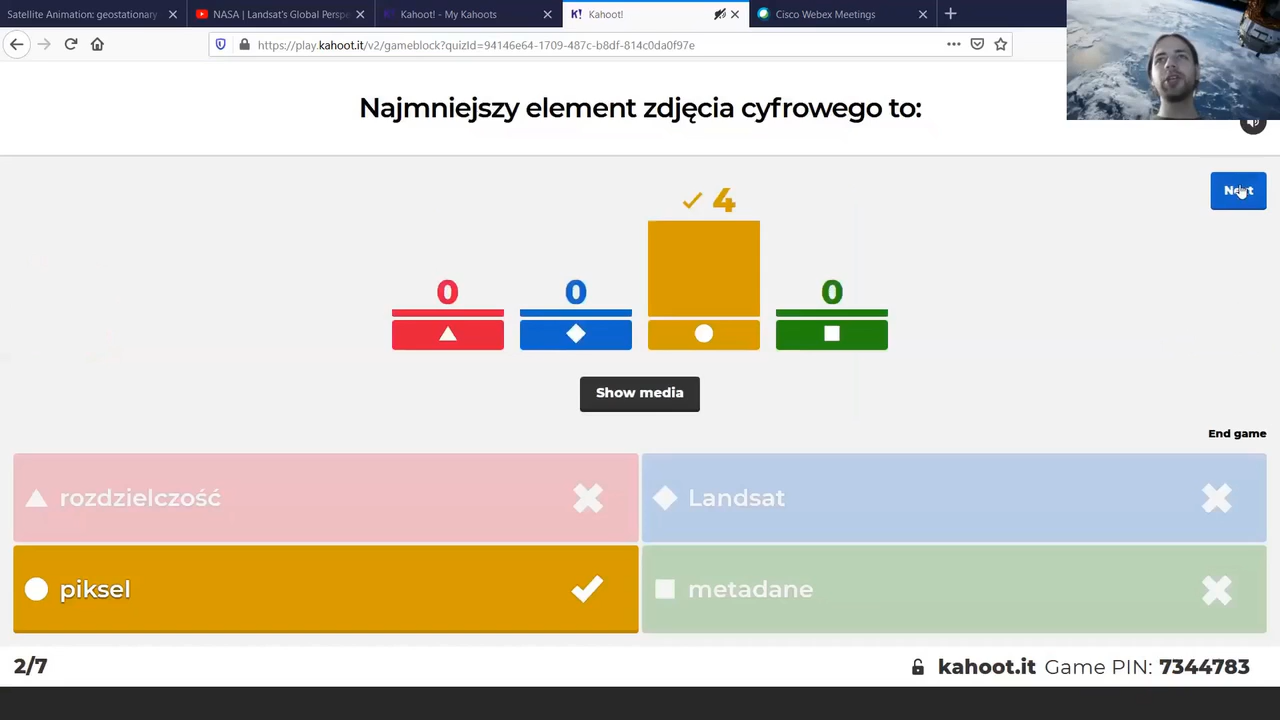 Satellite Animation: geostationary
NASA | Landsat's Global Perspe
Kahoot! - My Kahoots
K! Kahoot!
Cisco Webex Meetings
https://play.kahoot.it/v2/gameblock?quizId=94146e64-1709-487c-b8df-814c0da0f97e
Najmniejszy element zdjęcia cyfrowego to:
Next
4
0
0
0
Show media
End game
rozdzielczość
Landsat
piksel
metadane
2/7
kahoot.it Game PIN: 7344783